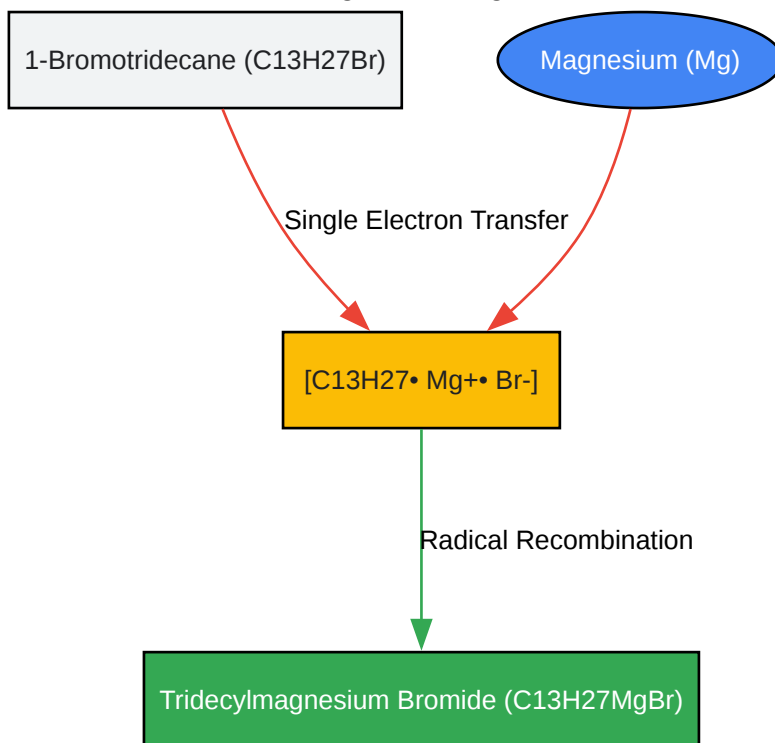 1-Bromotridecane (C13H27Br)
Magnesium (Mg)
Single Electron Transfer
[C13H27• Mg+• Br-]
Radical Recombination
Tridecylmagnesium Bromide (C13H27MgBr)